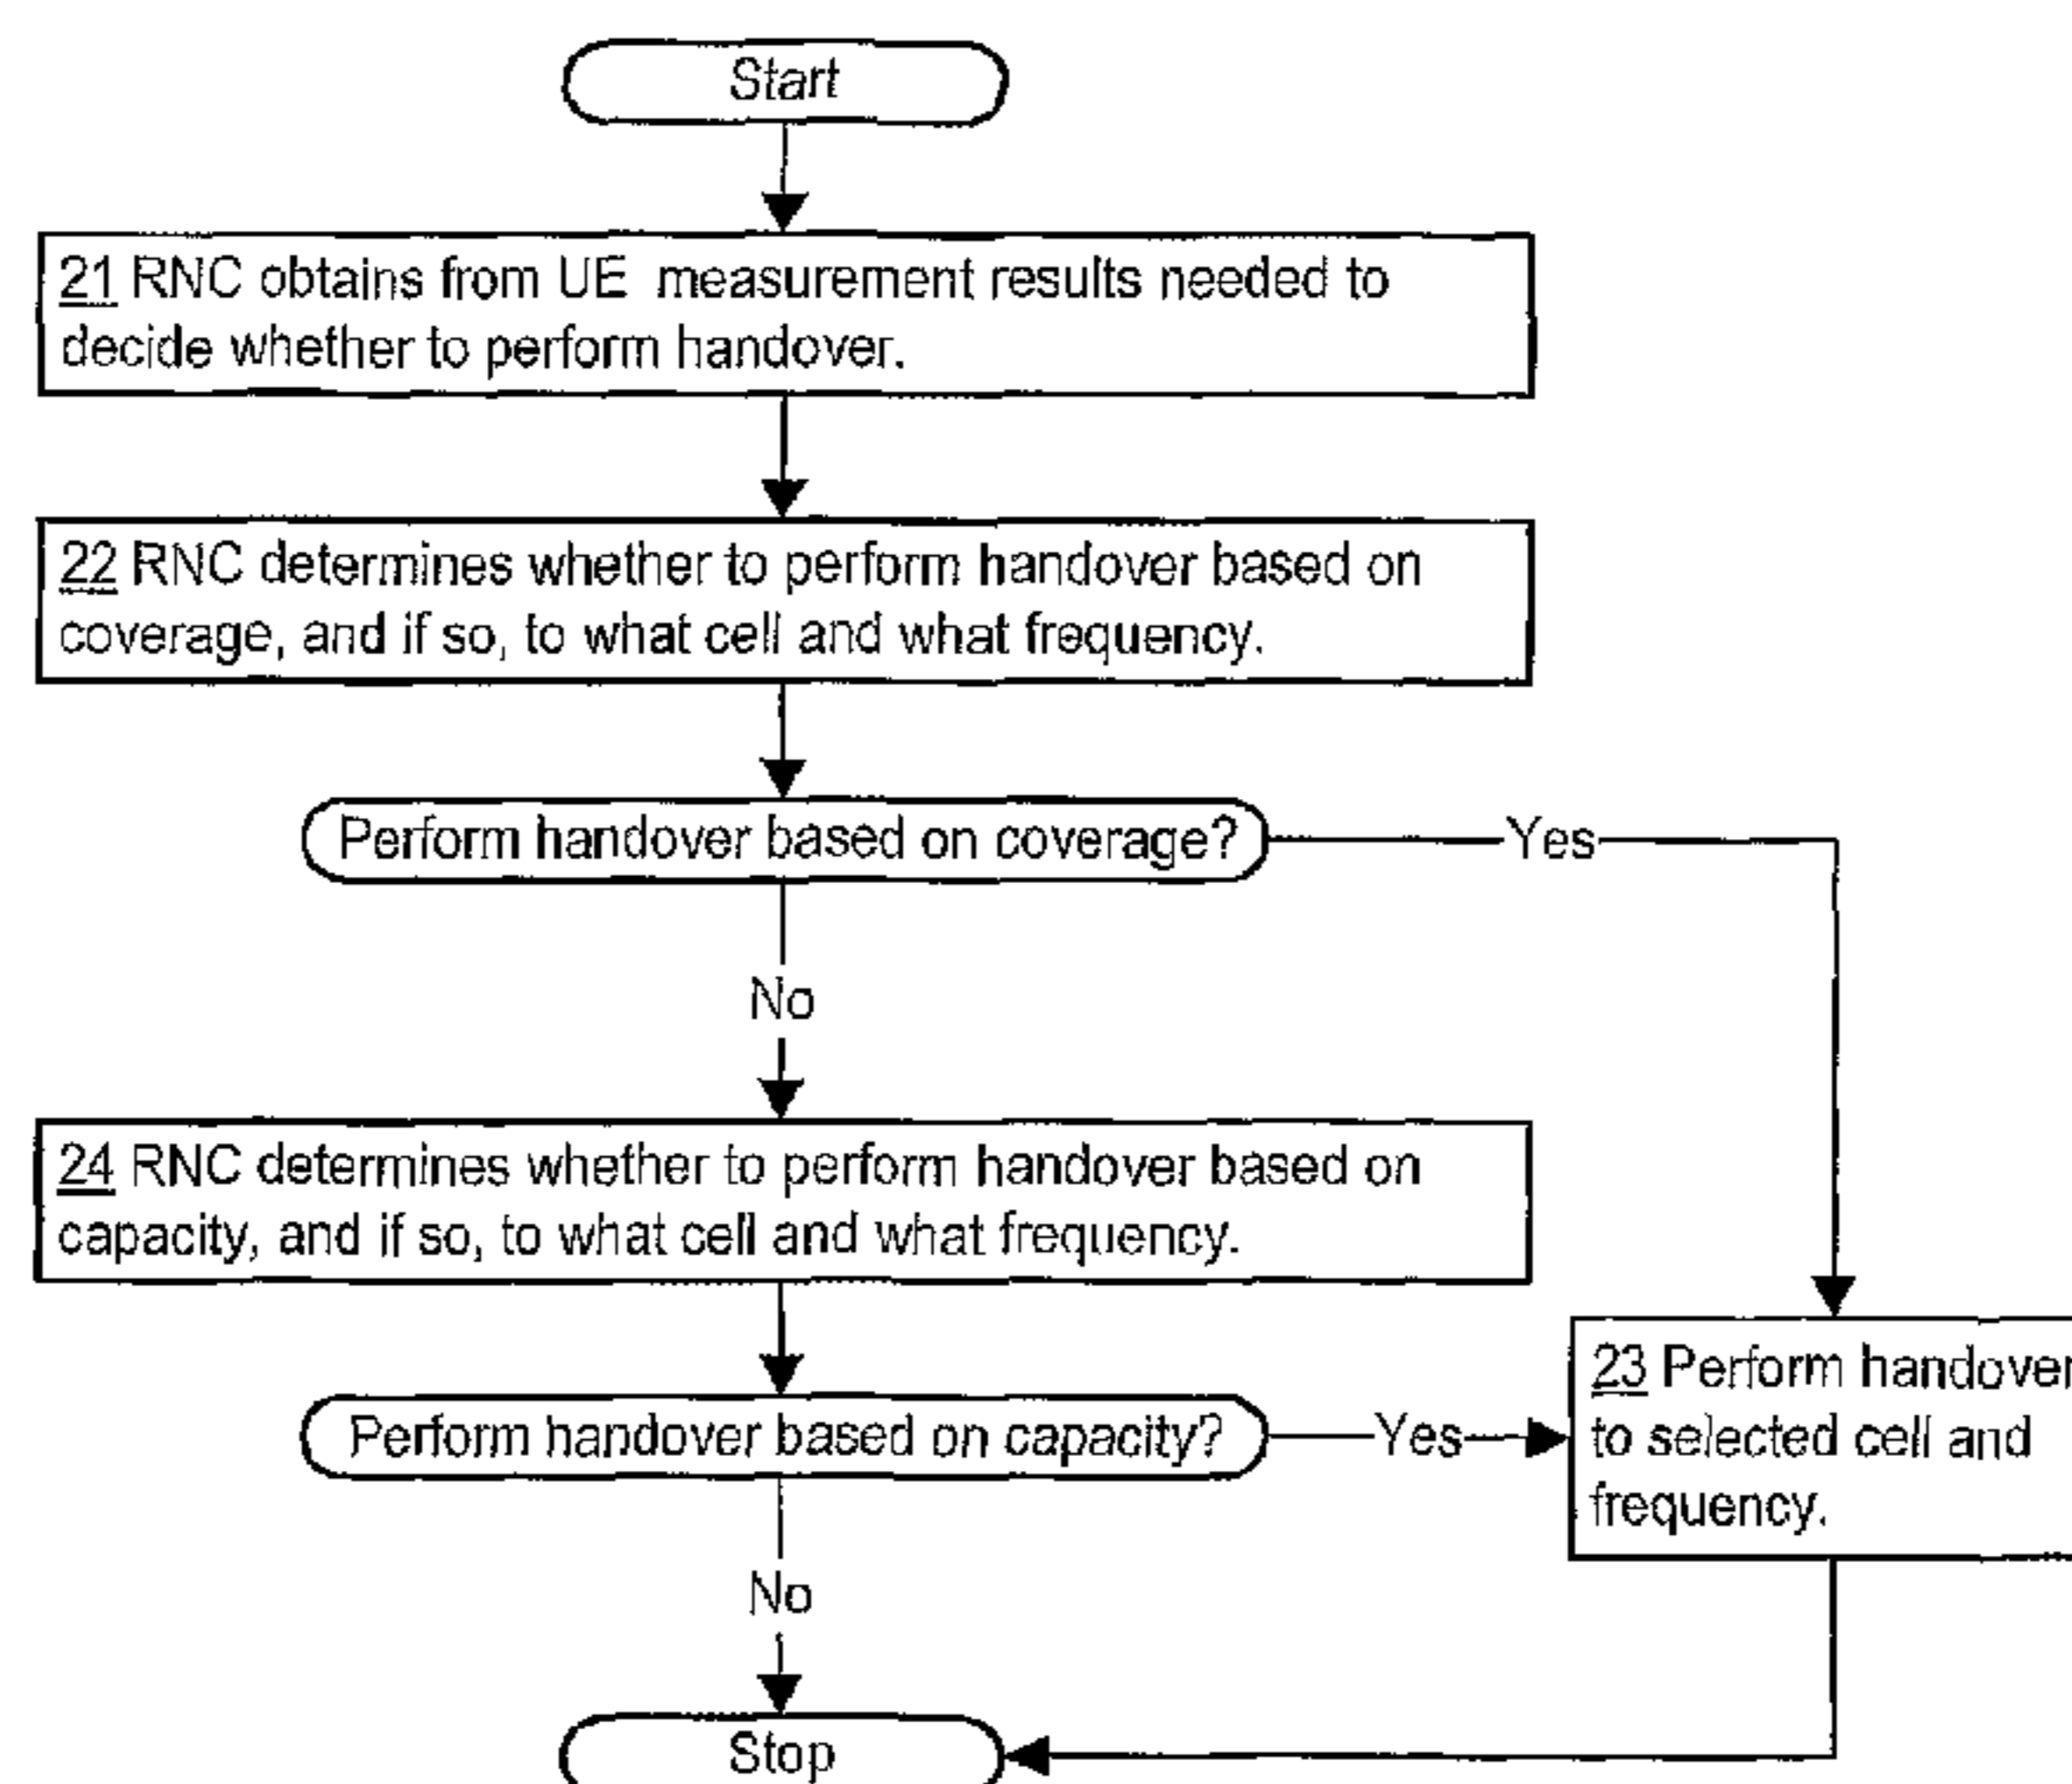 Start
21 RNC obtains from UE measurement results needed to
decide whether to perform handover.
22 RNC determines whether to perform handover based on
coverage, and if so, to what cell and what frequency.
Perform handover based on coverage?
Yes
No
24 RNC determines whether to perform handover based on
capacity, and if so, to what cell and what frequency.
23 Perform handover
to selected cell and
frequency.
Perform handover based on capacity?
Yes
No
Stop